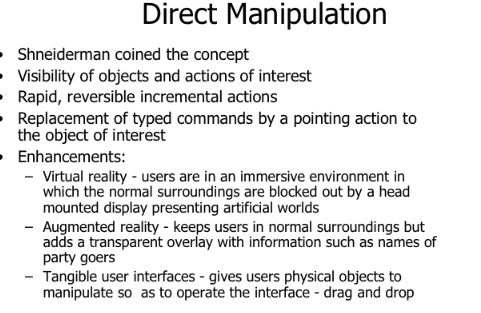 Direct Manipulation
• Shneiderman coined the concept
• Visibility of objects and actions of interest
• Rapid, reversible incremental actions
• Replacement of typed commands by a pointing action to
the object of interest
• Enhancements:
– Virtual reality - users are in an immersive environment in
which the normal surroundings are blocked out by a head
mounted display presenting artificial worlds
– Augmented reality - keeps users in normal surroundings but
adds a transparent overlay with information such as names of
party goers
– Tangible user interfaces - gives users physical objects to
manipulate so  as to operate the interface - drag and drop